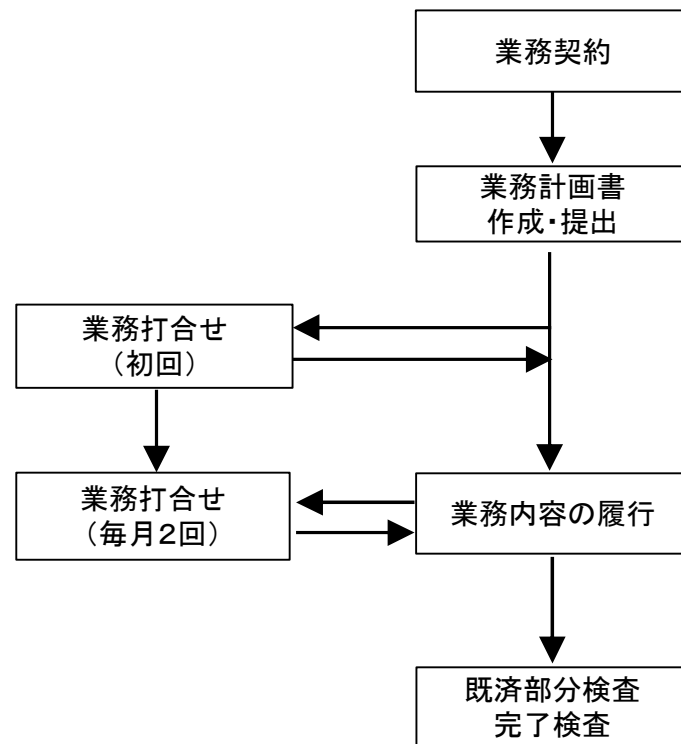 業務契約
業務計画書
作成・提出
業務打合せ
（初回）
業務打合せ
（毎月２回）
業務内容の履行
既済部分検査
完了検査